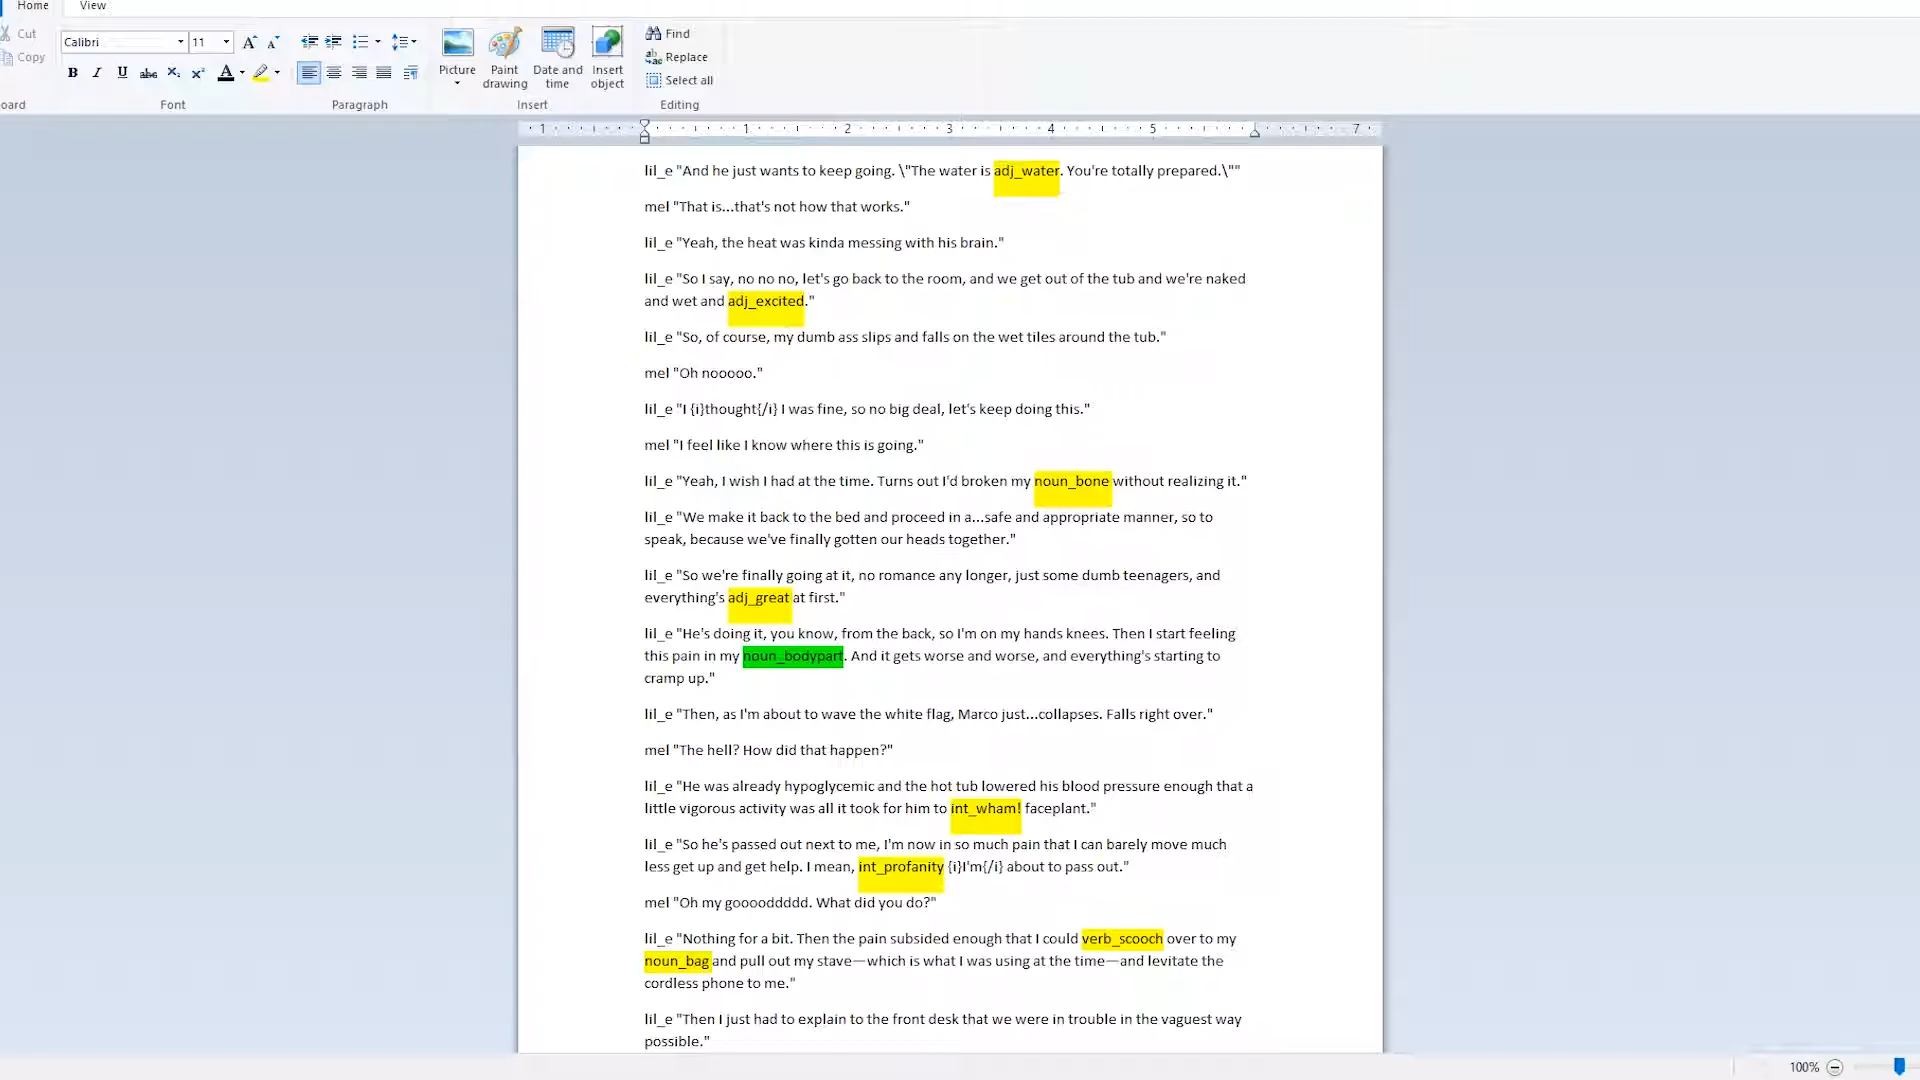 Home View
Cut
Copy
Calibri 11
B I U abc X₂ X² A
Picture
Paint drawing
Date and time
Insert object
Find
Replace
Select all
oard Font Paragraph Insert Editing
1 1 2 3 4 5 7
lil_e "And he just wants to keep going. \"The water is adj_water. You're totally prepared.\""
mel "That is...that's not how that works."
lil_e "Yeah, the heat was kinda messing with his brain."
lil_e "So I say, no no no, let's go back to the room, and we get out of the tub and we're naked
and wet and adj_excited."
lil_e "So, of course, my dumb ass slips and falls on the wet tiles around the tub."
mel "Oh nooooo."
lil_e "I {i}thought{/i} I was fine, so no big deal, let's keep doing this."
mel "I feel like I know where this is going."
lil_e "Yeah, I wish I had at the time. Turns out I'd broken my noun_bone without realizing it."
lil_e "We make it back to the bed and proceed in a...safe and appropriate manner, so to
speak, because we've finally gotten our heads together."
lil_e "So we're finally going at it, no romance any longer, just some dumb teenagers, and
everything's adj_great at first."
lil_e "He's doing it, you know, from the back, so I'm on my hands knees. Then I start feeling
this pain in my noun_bodypart. And it gets worse and worse, and everything's starting to
cramp up."
lil_e "Then, as I'm about to wave the white flag, Marco just...collapses. Falls right over."
mel "The hell? How did that happen?"
lil_e "He was already hypoglycemic and the hot tub lowered his blood pressure enough that a
little vigorous activity was all it took for him to int_wham! faceplant."
lil_e "So he's passed out next to me, I'm now in so much pain that I can barely move much
less get up and get help. I mean, int_profanity {i}I'm{/i} about to pass out."
mel "Oh my goooodddd. What did you do?"
lil_e "Nothing for a bit. Then the pain subsided enough that I could verb_scooch over to my
noun_bag and pull out my stave—which is what I was using at the time—and levitate the
cordless phone to me."
lil_e "Then I just had to explain to the front desk that we were in trouble in the vaguest way
possible."
100%